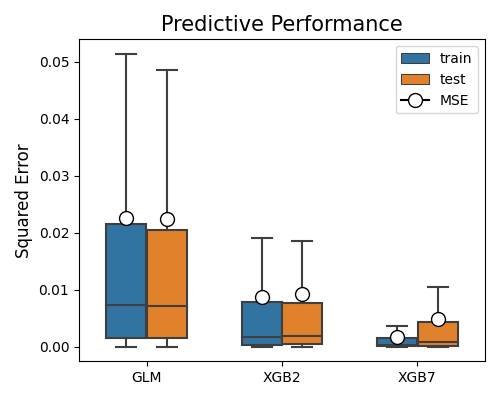 Predictive Performance
Squared Error
0.05
0.04
0.03
0.02
0.01
0.00
GLM
XGB2
XGB7
train
test
MSE